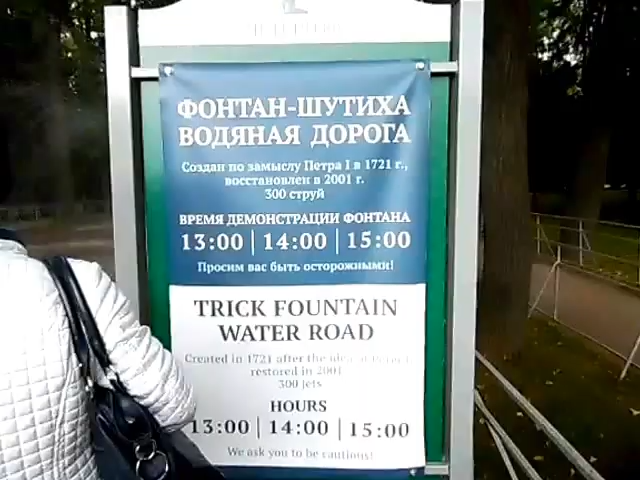 ФОНТАН-ШУТИХА
ВОДЯНАЯ ДОРОГА
Создан по замыслу Петра I в 1721 г.,
восстановлен в 2001 г.
300 струй
ВРЕМЯ ДЕМОНСТРАЦИИ ФОНТАНА
13:00 | 14:00 | 15:00
Просим вас быть осторожными!
TRICK FOUNTAIN
WATER ROAD
Created in 1721 after the idea
restored in 2001
300 jets
HOURS
13:00 | 14:00 | 15:00
We ask you to be cautious!